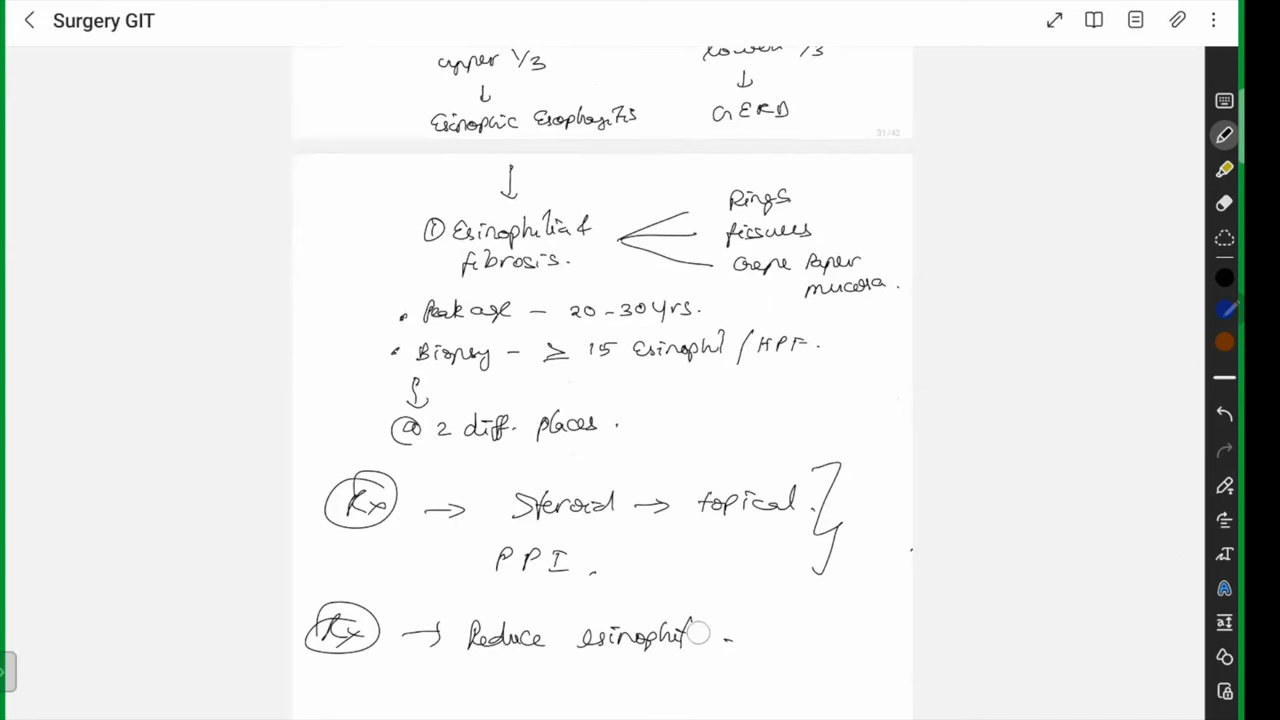 Surgery GIT
upper 1/3
lower 1/3
↓
↓
Esinophic Esophagitis
GERD
31/42
↓
① Esinophilia &
fibrosis.
Rings
fissures
Crepe Paper
mucosa.
• Peak age – 20-30 yrs.
• Biopsy – ≥ 15 Esinophil / HPF.
@ 2 diff. places.
Rx → Steroid → topical.
PPI.
Rx → Reduce esinophil